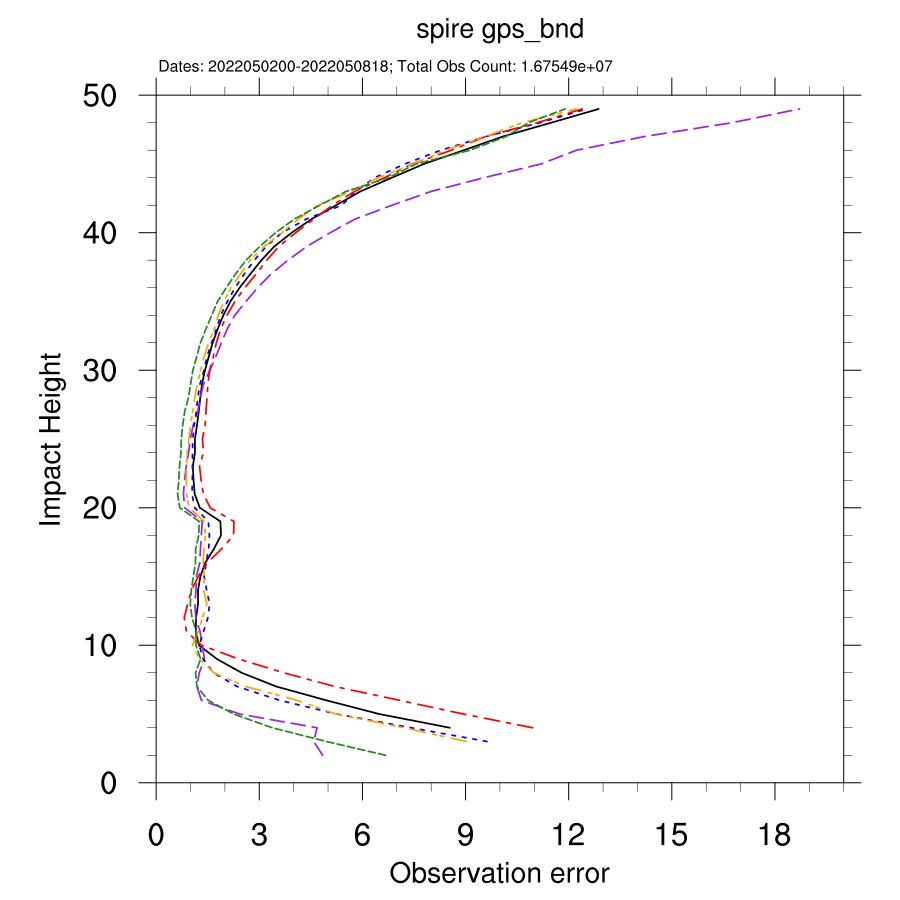 spire gps_bnd
Dates: 2022050200-2022050818; Total Obs Count: 1.67549e+07
50
40
30
20
10
0
Impact Height
0 3 6 9 12 15 18
Observation error